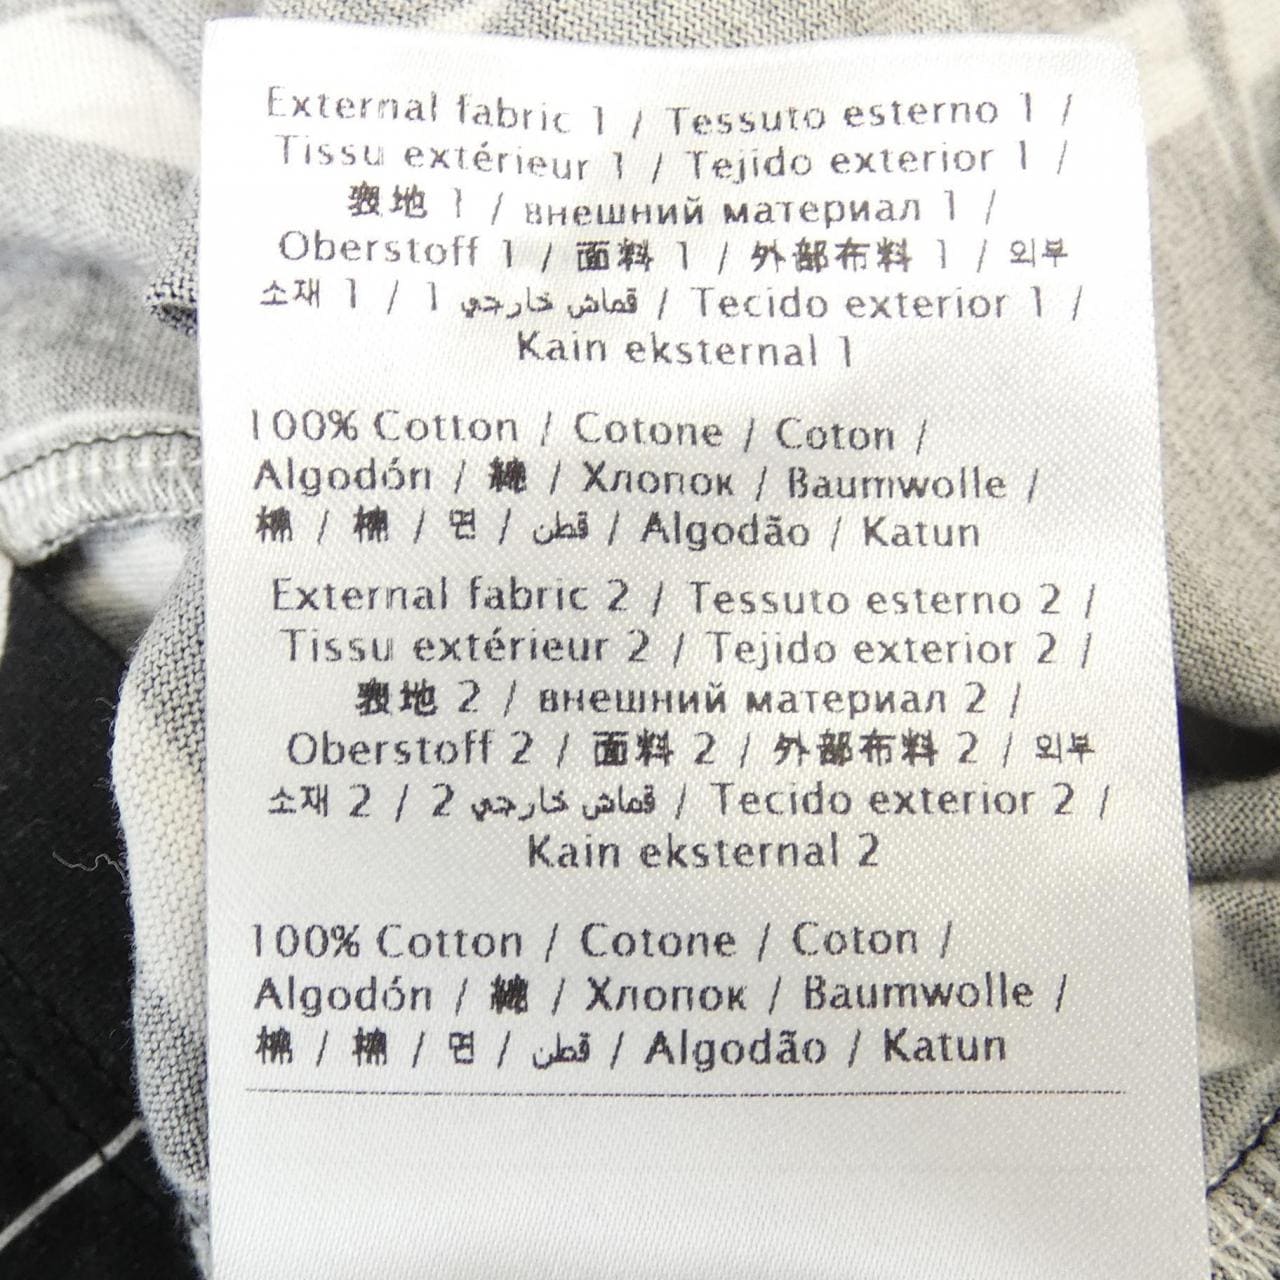 External fabric 1 / Tessuto esterno 1 /
Tissu extérieur 1 / Tejido exterior 1 /
表地 1 / внешний материал 1 /
Oberstoff 1 / 面料 1 / 外部布料 1 / 외부
소재 1 / 1 قماش خارجي / Tecido exterior 1 /
Kain eksternal 1
100% Cotton / Cotone / Coton /
Algodón / 綿 / Хлопок / Baumwolle /
棉 / 棉 / 면 / قطن / Algodão / Katun
External fabric 2 / Tessuto esterno 2 /
Tissu extérieur 2 / Tejido exterior 2 /
表地 2 / внешний материал 2 /
Oberstoff 2 / 面料 2 / 外部布料 2 / 외부
소재 2 / 2 قماش خارجي / Tecido exterior 2 /
Kain eksternal 2
100% Cotton / Cotone / Coton /
Algodón / 綿 / Хлопок / Baumwolle /
棉 / 棉 / 면 / قطن / Algodão / Katun